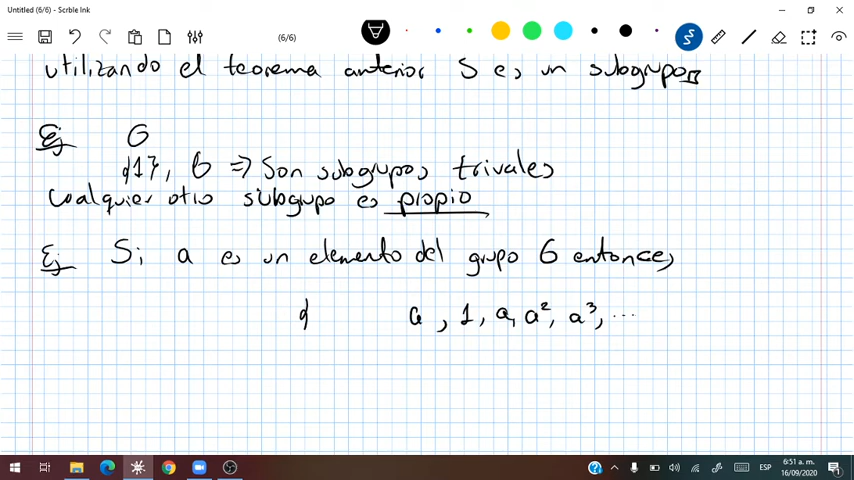 Untitled (6/6) - Scrble Ink
(6/6)
utilizando el teorema anterior S es un subgrupo□
Ej G
{1}, G => Son subgrupos trivales
Cualquier otro subgrupo es propio
Ej Si a es un elemento del grupo G entonces
{ a , 1, a, a², a³, ...
ESP
6:51 a. m.
16/09/2020